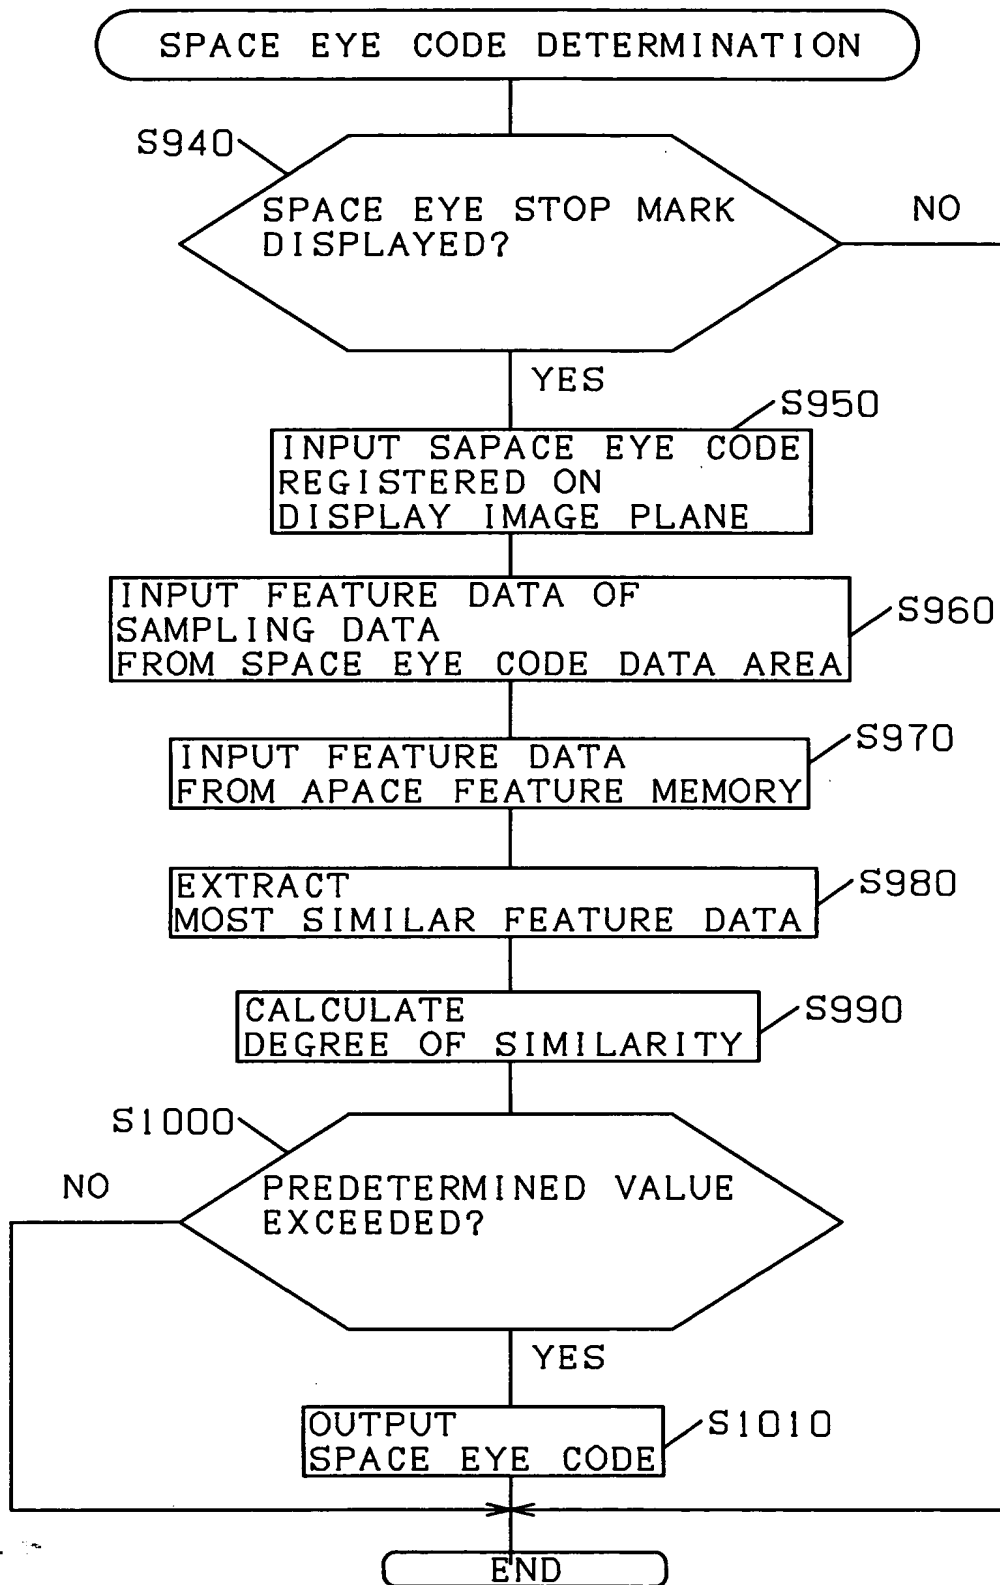 SPACE EYE CODE DETERMINATION
S940
SPACE EYE STOP MARK
DISPLAYED?
NO
YES
S950
INPUT SAPACE EYE CODE
REGISTERED ON
DISPLAY IMAGE PLANE
INPUT FEATURE DATA OF
SAMPLING DATA
FROM SPACE EYE CODE DATA AREA
S960
INPUT FEATURE DATA
FROM APACE FEATURE MEMORY
S970
EXTRACT
MOST SIMILAR FEATURE DATA
S980
CALCULATE
DEGREE OF SIMILARITY
S990
S1000
NO
PREDETERMINED VALUE
EXCEEDED?
YES
OUTPUT
SPACE EYE CODE
S1010
END